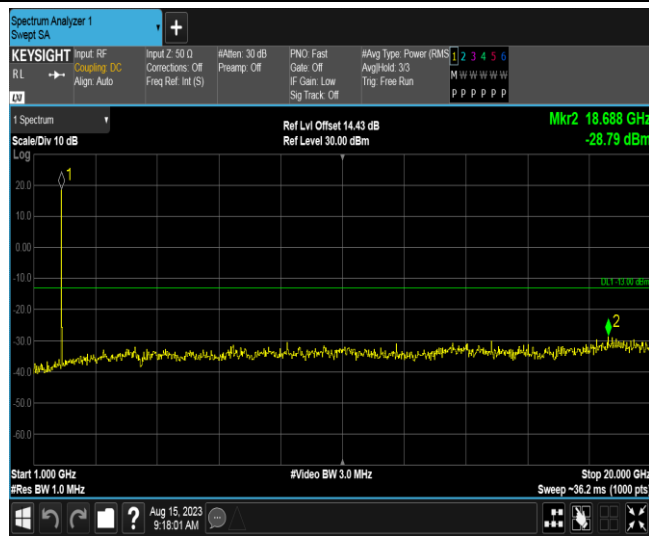 Spectrum Analyzer 1
Swept SA
+
KEYSIGHT Input: RF Input Z: 50 Ω #Atten: 30 dB PNO: Fast #Avg Type: Power (RMS 1 2 3 4 5 6
RL Coupling: DC Corrections: Off Preamp: Off Gate: Off Avg|Hold: 3/3 M W W W W W
Align: Auto Freq Ref: Int (S) IF Gain: Low Trig: Free Run
Sig Track: Off P P P P P P
LXI
1 Spectrum Ref Lvl Offset 14.43 dB Mkr2 18.688 GHz
Scale/Div 10 dB Ref Level 30.00 dBm -28.79 dBm
Log
1
20.0
10.0
0.00
-10.0
DL1 -13.00 dBm
-20.0
2
-30.0
-40.0
-50.0
-60.0
Start 1.000 GHz #Video BW 3.0 MHz Stop 20.000 GHz
#Res BW 1.0 MHz Sweep ~36.2 ms (1000 pts)
? Aug 15, 2023
9:18:01 AM